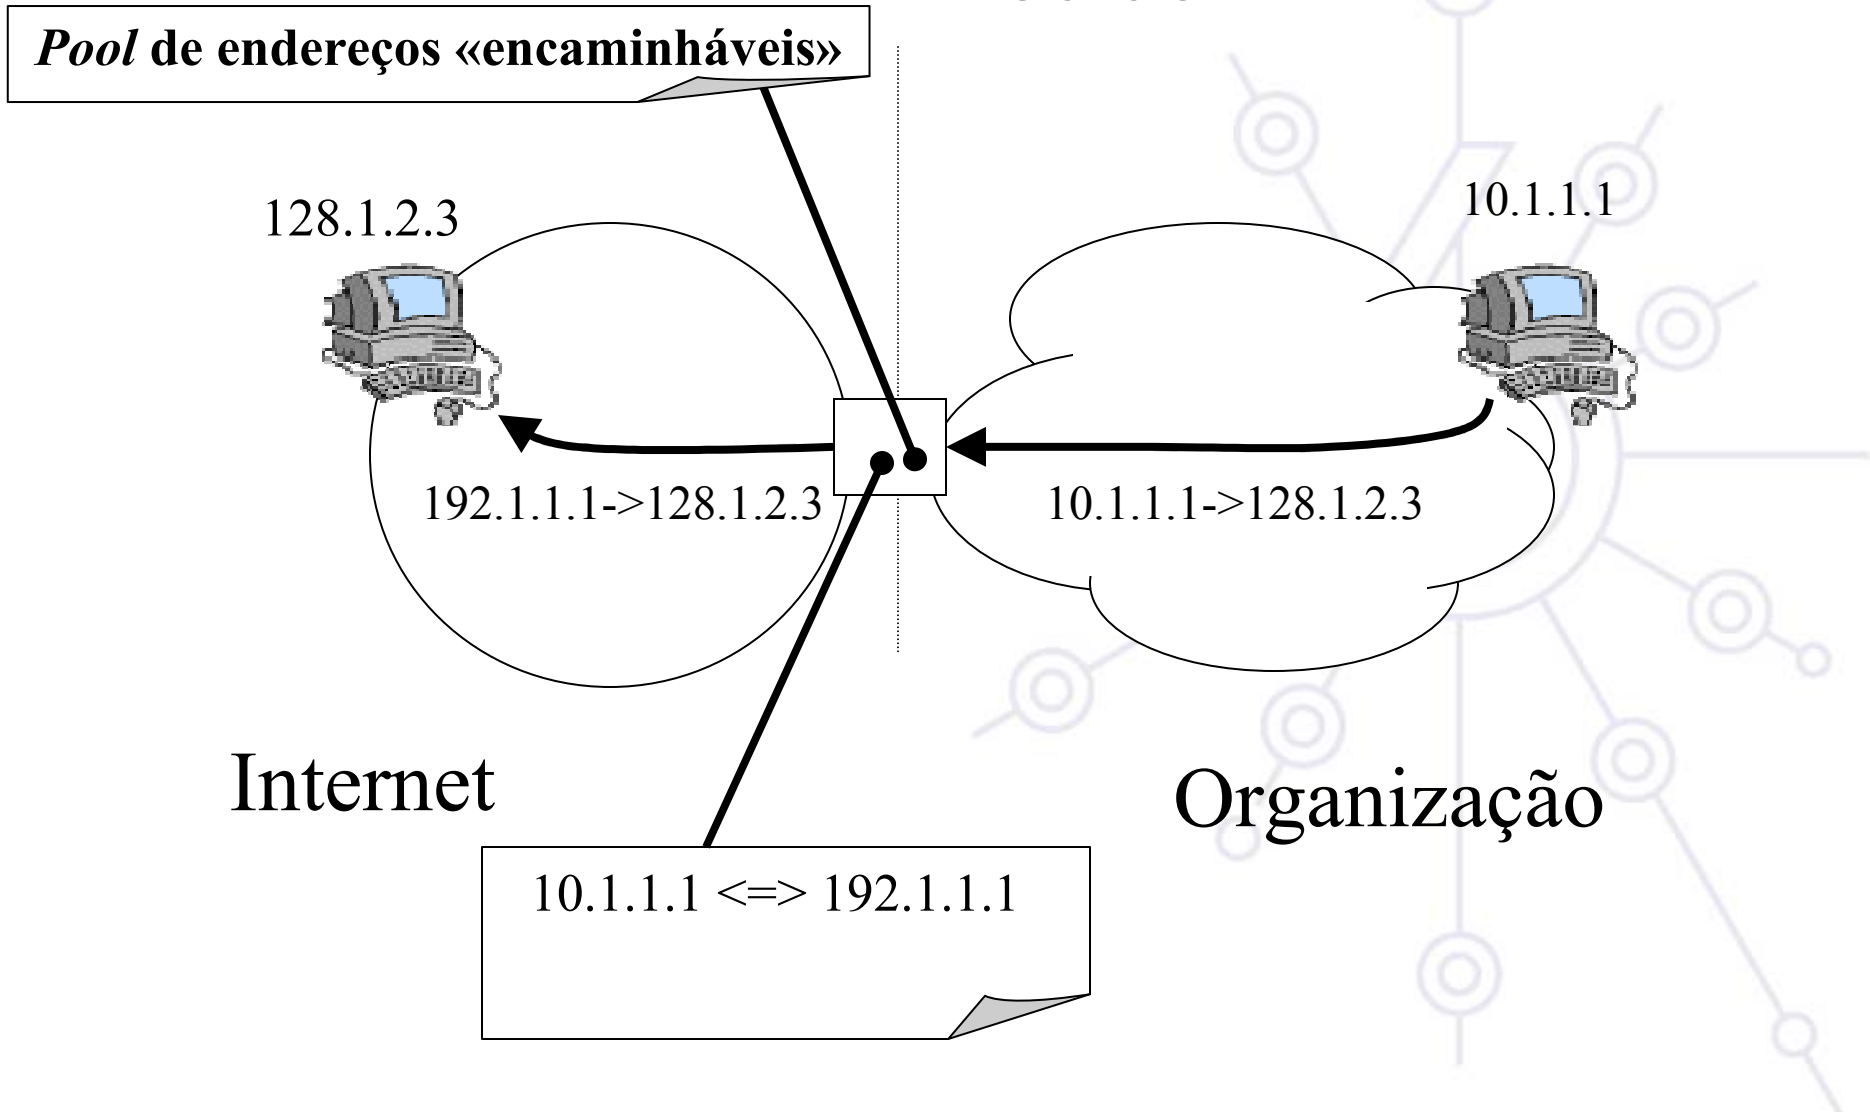 Pool de endereços «encaminháveis»
128.1.2.3
10.1.1.1
192.1.1.1->128.1.2.3
10.1.1.1->128.1.2.3
Internet
Organização
10.1.1.1 <=> 192.1.1.1